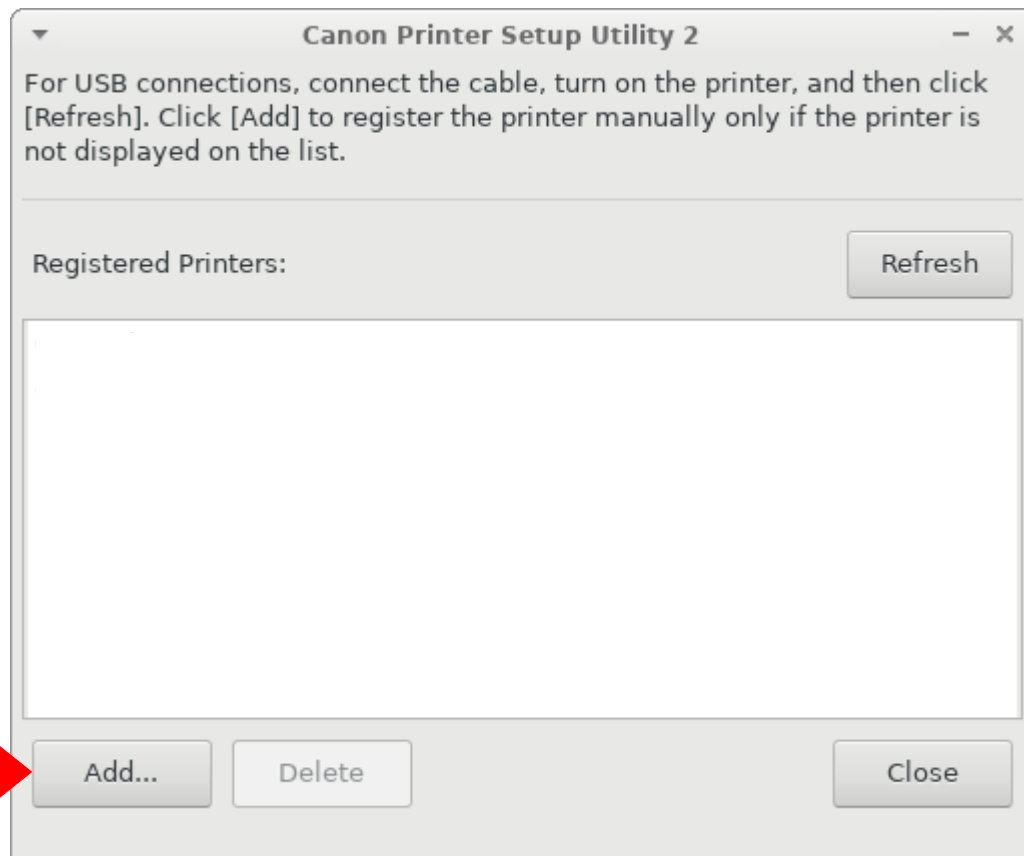 Canon Printer Setup Utility 2
For USB connections, connect the cable, turn on the printer, and then click
[Refresh]. Click [Add] to register the printer manually only if the printer is
not displayed on the list.
Registered Printers:
Refresh
Add...
Delete
Close